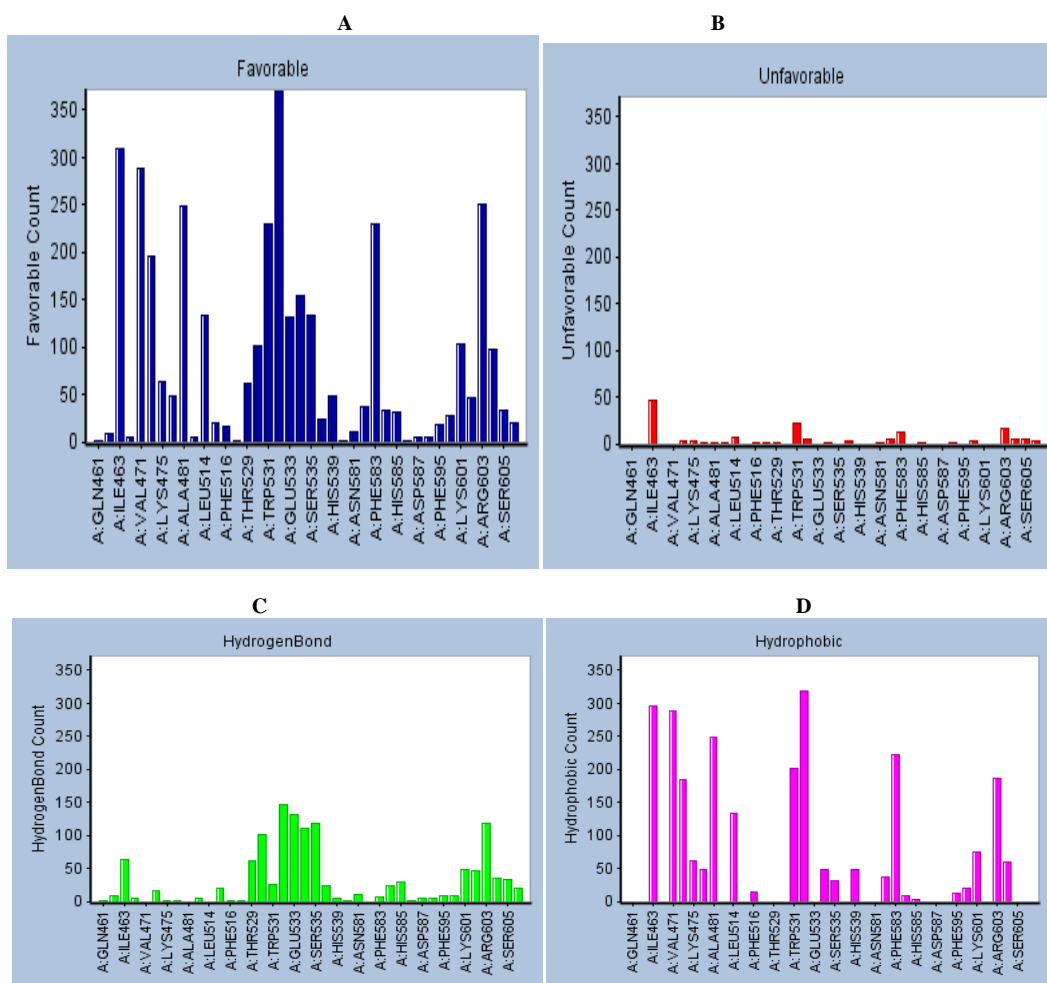 A
B
Favorable
Favorable Count
350
300
250
200
150
100
50
0
A:GLN461
A:ILE463
A:VAL471
A:LYS475
A:ALA481
A:LEU514
A:PHE516
A:THR529
A:TRP531
A:GLU533
A:SER535
A:HIS539
A:ASN581
A:PHE583
A:HIS585
A:ASP587
A:PHE595
A:LYS601
A:ARG603
A:SER605
Unfavorable
Unfavorable Count
350
300
250
200
150
100
50
0
A:GLN461
A:ILE463
A:VAL471
A:LYS475
A:ALA481
A:LEU514
A:PHE516
A:THR529
A:TRP531
A:GLU533
A:SER535
A:HIS539
A:ASN581
A:PHE583
A:HIS585
A:ASP587
A:PHE595
A:LYS601
A:ARG603
A:SER605
C
D
HydrogenBond
HydrogenBond Count
350
300
250
200
150
100
50
0
A:GLN461
A:ILE463
A:VAL471
A:LYS475
A:ALA481
A:LEU514
A:PHE516
A:THR529
A:TRP531
A:GLU533
A:SER535
A:HIS539
A:ASN581
A:PHE583
A:HIS585
A:ASP587
A:PHE595
A:LYS601
A:ARG603
A:SER605
Hydrophobic
Hydrophobic Count
350
300
250
200
150
100
50
0
A:GLN461
A:ILE463
A:VAL471
A:LYS475
A:ALA481
A:LEU514
A:PHE516
A:THR529
A:TRP531
A:GLU533
A:SER535
A:HIS539
A:ASN581
A:PHE583
A:HIS585
A:ASP587
A:PHE595
A:LYS601
A:ARG603
A:SER605